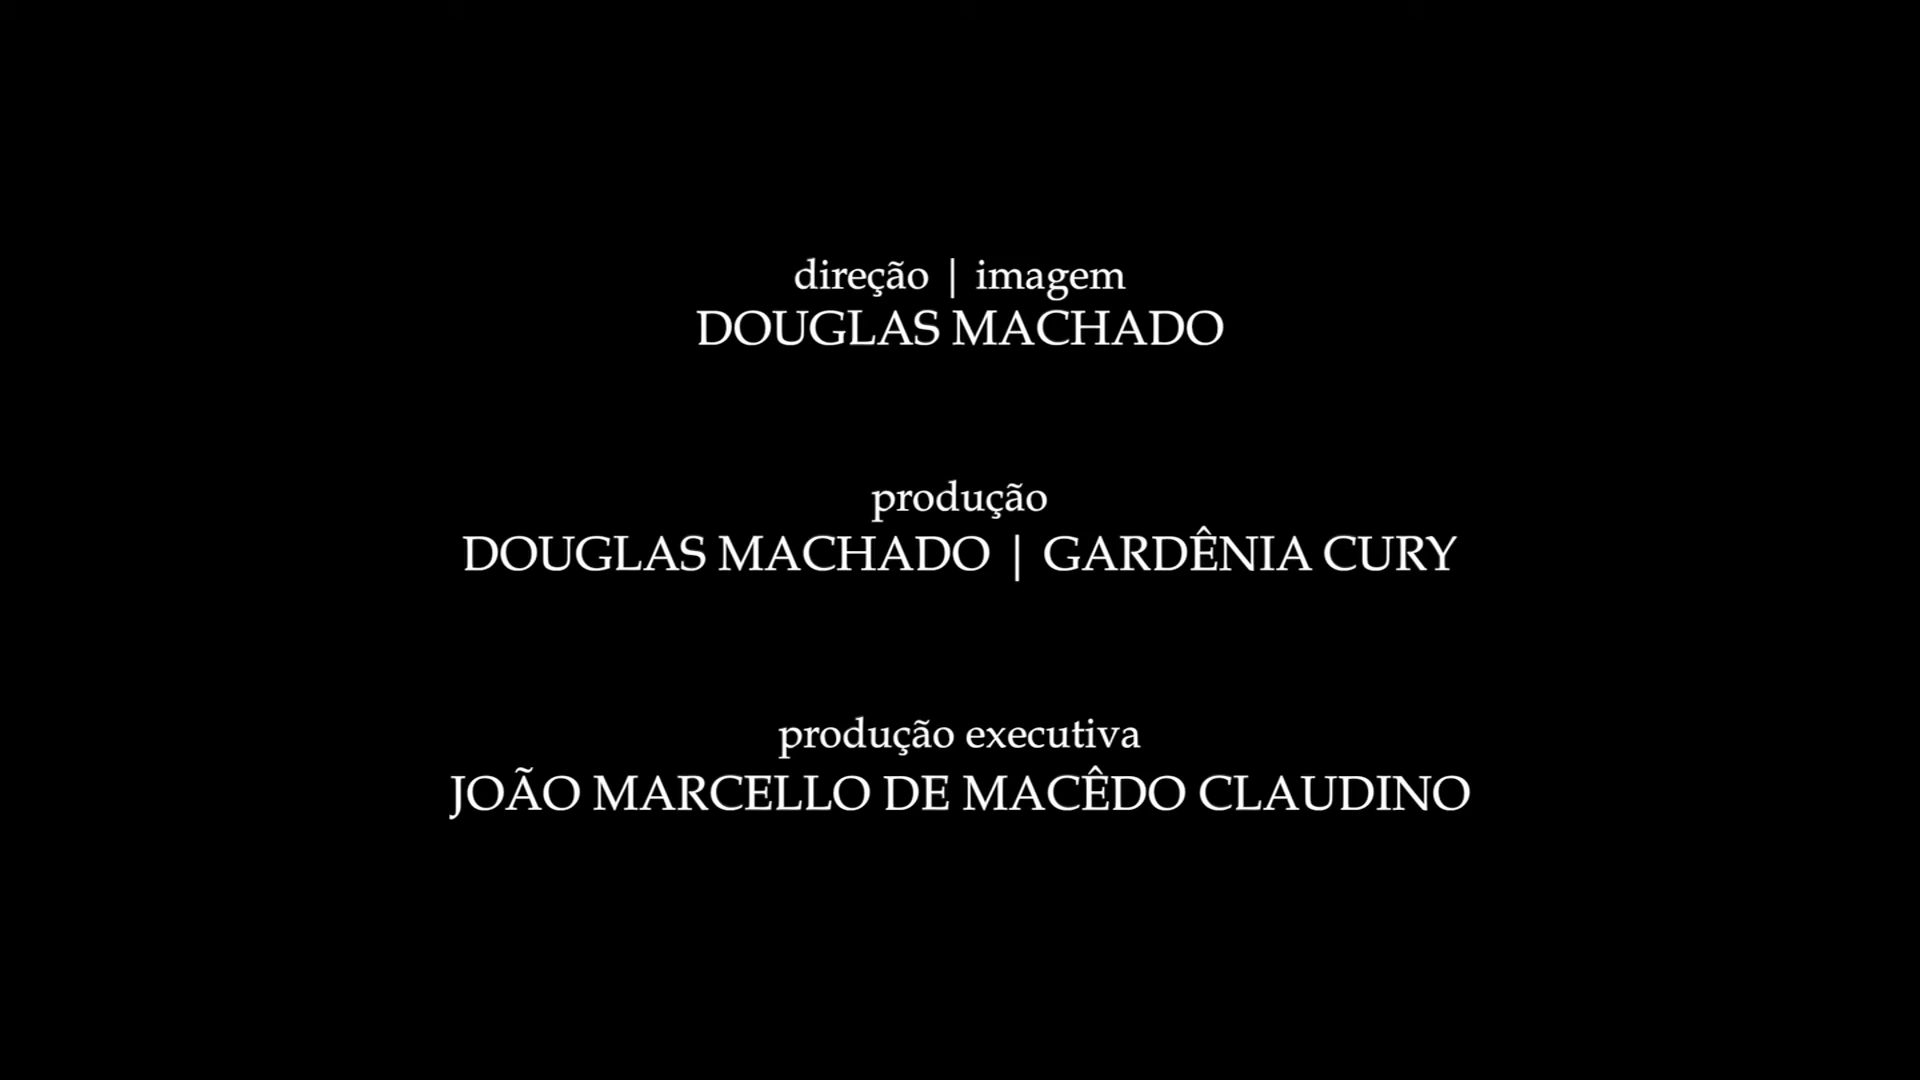 direção | imagem
DOUGLAS MACHADO
produção
DOUGLAS MACHADO | GARDÊNIA CURY
produção executiva
JOÃO MARCELLO DE MACÊDO CLAUDINO